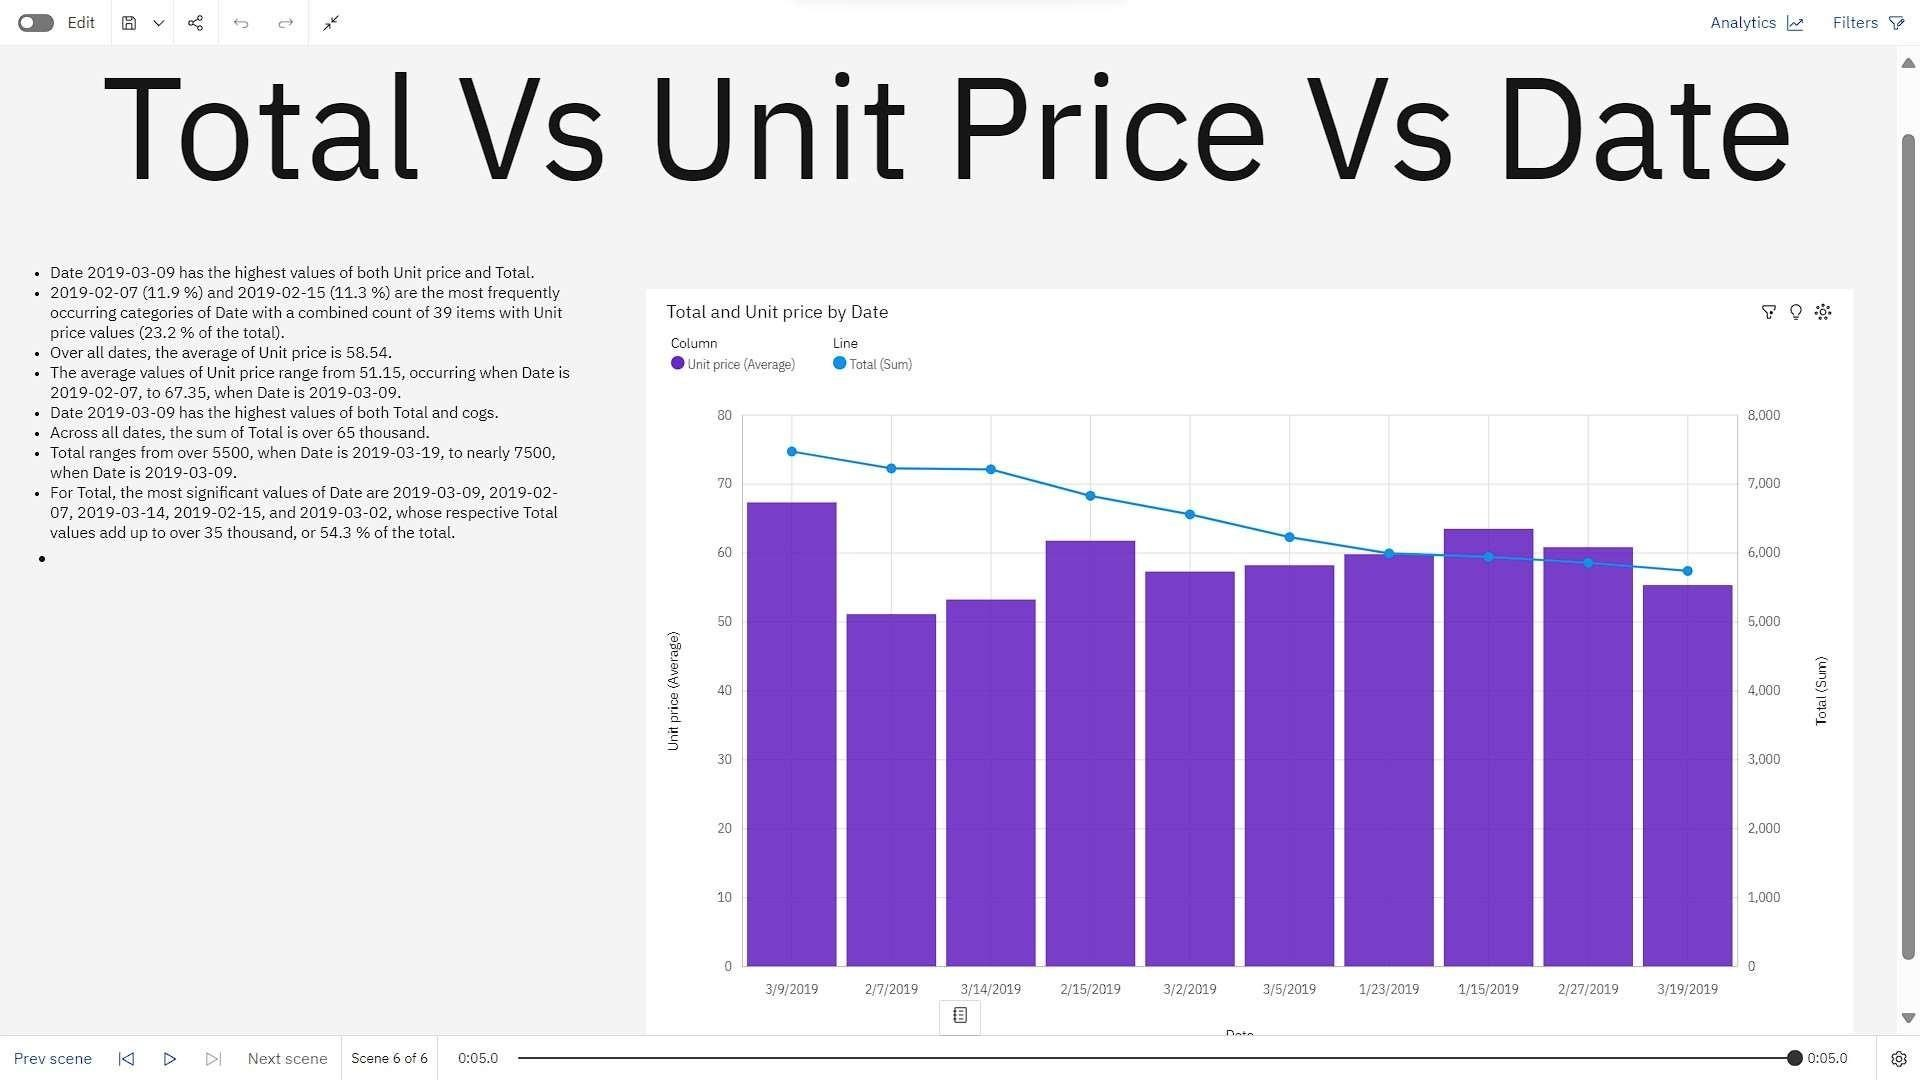 Edit
Analytics
Filters
Total Vs Unit Price Vs Date
• Date 2019-03-09 has the highest values of both Unit price and Total.
• 2019-02-07 (11.9 %) and 2019-02-15 (11.3 %) are the most frequently
occurring categories of Date with a combined count of 39 items with Unit
price values (23.2 % of the total).
• Over all dates, the average of Unit price is 58.54.
• The average values of Unit price range from 51.15, occurring when Date is
2019-02-07, to 67.35, when Date is 2019-03-09.
• Date 2019-03-09 has the highest values of both Total and cogs.
• Across all dates, the sum of Total is over 65 thousand.
• Total ranges from over 5500, when Date is 2019-03-19, to nearly 7500,
when Date is 2019-03-09.
• For Total, the most significant values of Date are 2019-03-09, 2019-02-
07, 2019-03-14, 2019-02-15, and 2019-03-02, whose respective Total
values add up to over 35 thousand, or 54.3 % of the total.
•
Total and Unit price by Date
Column
Line
Unit price (Average)
Total (Sum)
80
70
60
50
40
30
20
10
0
Unit price (Average)
8,000
7,000
6,000
5,000
4,000
3,000
2,000
1,000
0
Total (Sum)
3/9/2019 2/7/2019 3/14/2019 2/15/2019 3/2/2019 3/5/2019 1/23/2019 1/15/2019 2/27/2019 3/19/2019
Date
Prev scene
Next scene
Scene 6 of 6
0:05.0
0:05.0